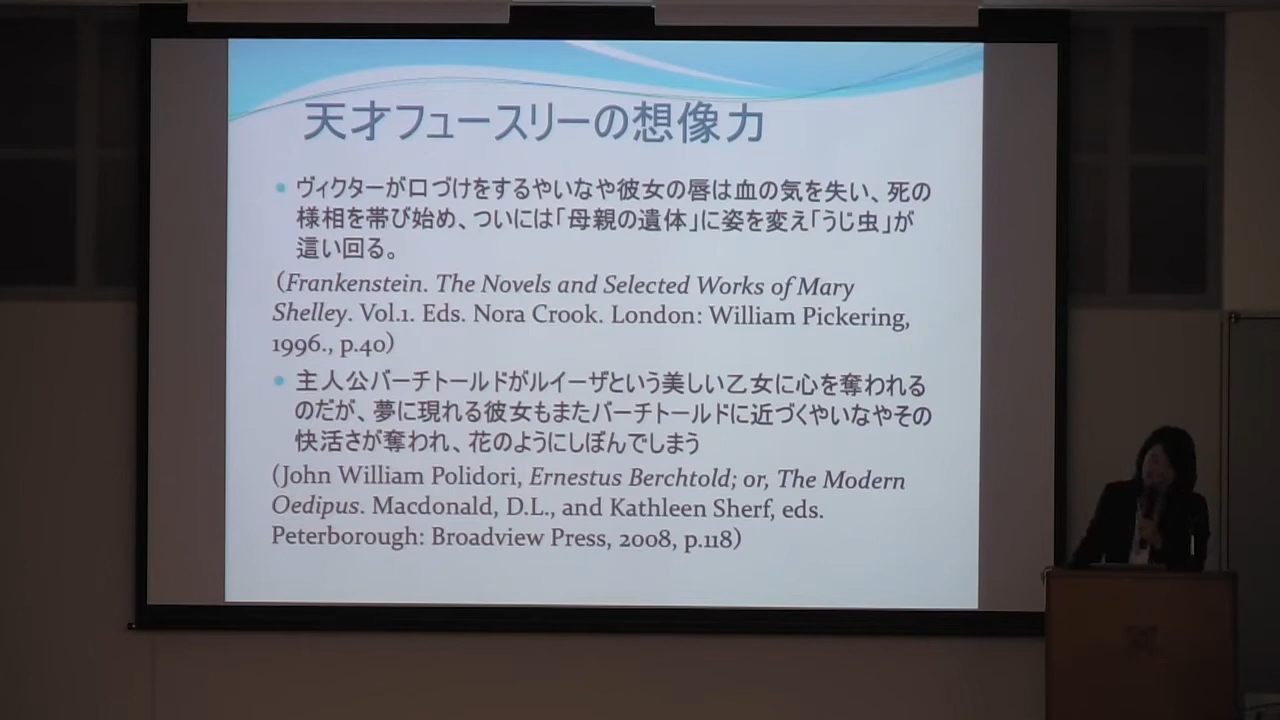 天才フュースリーの想像力
ヴィクターが口づけをするやいなや彼女の唇は血の気を失い、死の
様相を帯び始め、ついには「母親の遺体」に姿を変え「うじ虫」が
這い回る。
(Frankenstein. The Novels and Selected Works of Mary
Shelley. Vol.1. Eds. Nora Crook. London: William Pickering,
1996., p.40)
主人公バーチトールドがルイーザという美しい乙女に心を奪われる
のだが、夢に現れる彼女もまたバーチトールドに近づくやいなやその
快活さが奪われ、花のようにしぼんでしまう
(John William Polidori, Ernestus Berchtold; or, The Modern
Oedipus. Macdonald, D.L., and Kathleen Sherf, eds.
Peterborough: Broadview Press, 2008, p.118)